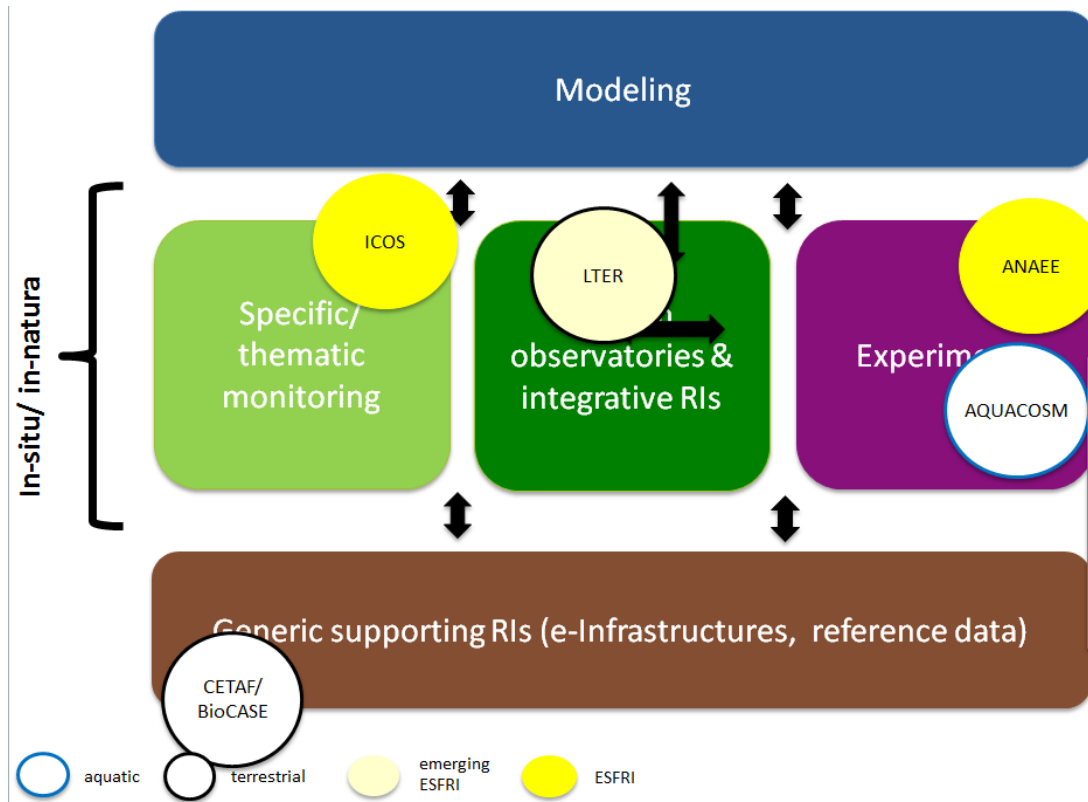 Modeling
In-situ/ in-natura
ICOS
Specific/
thematic
monitoring
LTER
observatories &
integrative RIs
ANAEE
AQUACOSM
Generic supporting RIs (e-Infrastructures, reference data)
CETAF/
BioCASE
aquatic
terrestrial
emerging
ESFRI
ESFRI